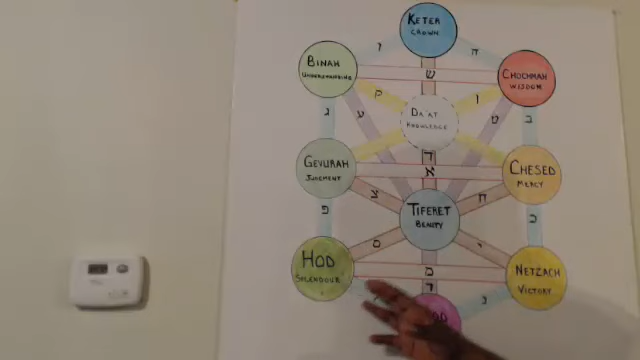 KETER
CROWN
ז
ה
BINAH
UNDERSTANDING
ש
CHOCHMAH
WISDOM
ק
DA'AT
KNOWLEDGE
ג
ע
ט
ב
GEVURAH
JUDGEMENT
א
CHESED
MERCY
צ
ח
TIFERET
BEAUTY
פ
כ
ס
י
HOD
SPLENDOUR
מ
NETZACH
VICTORY
נ